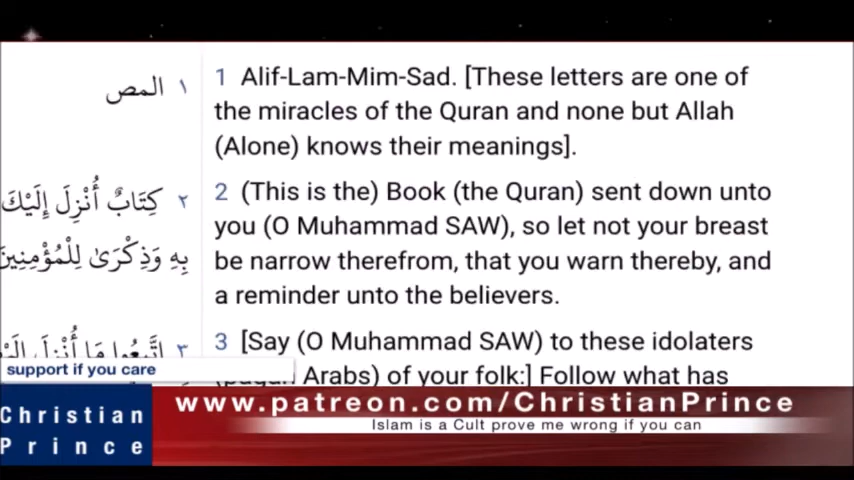 ١ المص
1 Alif-Lam-Mim-Sad. [These letters are one of
the miracles of the Quran and none but Allah
(Alone) knows their meanings].
٢ كِتَابٌ أُنْزِلَ إِلَيْكَ
بِهِ وَذِكْرَىٰ لِلْمُؤْمِنِينَ
2 (This is the) Book (the Quran) sent down unto
you (O Muhammad SAW), so let not your breast
be narrow therefrom, that you warn thereby, and
a reminder unto the believers.
٣ اتَّبِعُوا مَا أُنْزِلَ
3 [Say (O Muhammad SAW) to these idolaters
Arabs) of your folk:] Follow what has
support if you care
Christian
Prince
www.patreon.com/ChristianPrince
Islam is a Cult prove me wrong if you can